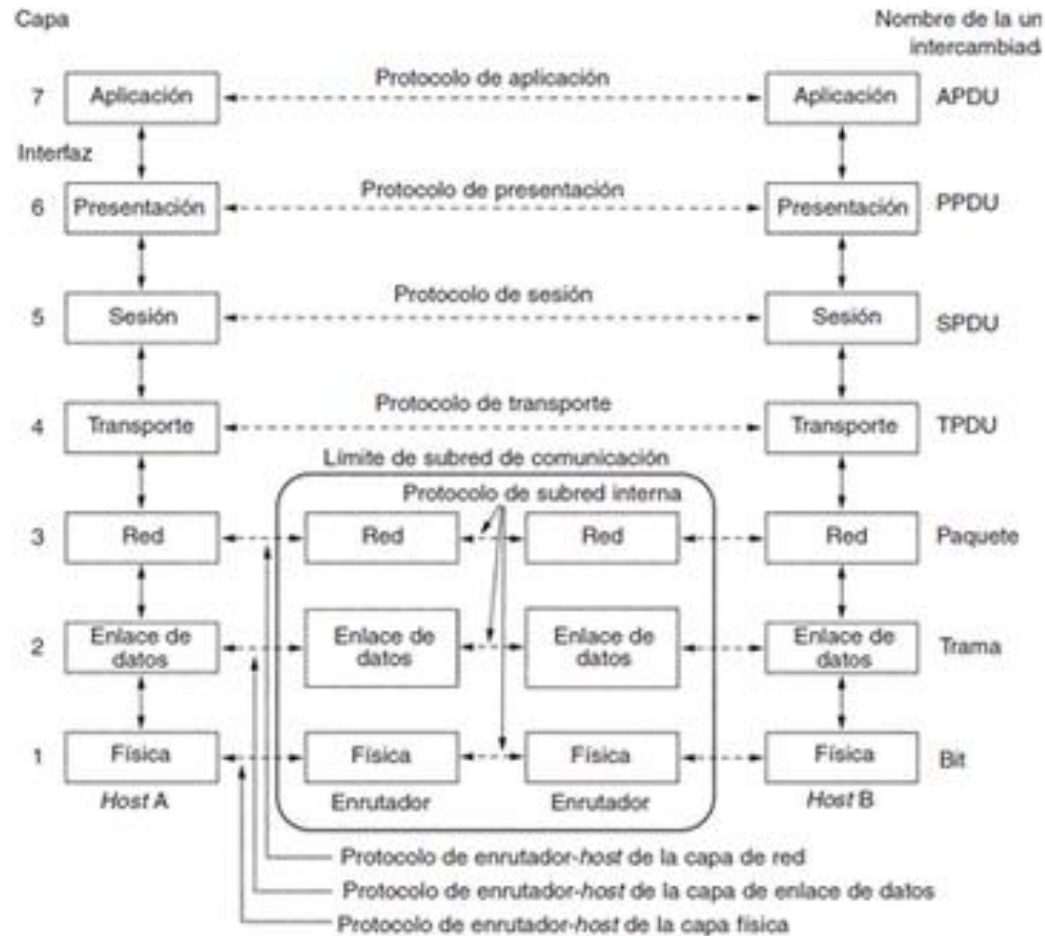 Capa
Nombre de la un
intercambiad
7 Aplicación Protocolo de aplicación Aplicación APDU
Interfaz
6 Presentación Protocolo de presentación Presentación PPDU
5 Sesión Protocolo de sesión Sesión SPDU
4 Transporte Protocolo de transporte Transporte TPDU
Límite de subred de comunicación
Protocolo de subred interna
3 Red Red Red Red Paquete
2 Enlace de datos Enlace de datos Enlace de datos Enlace de datos Trama
1 Física Física Física Física Bit
Host A Enrutador Enrutador Host B
Protocolo de enrutador-host de la capa de red
Protocolo de enrutador-host de la capa de enlace de datos
Protocolo de enrutador-host de la capa física